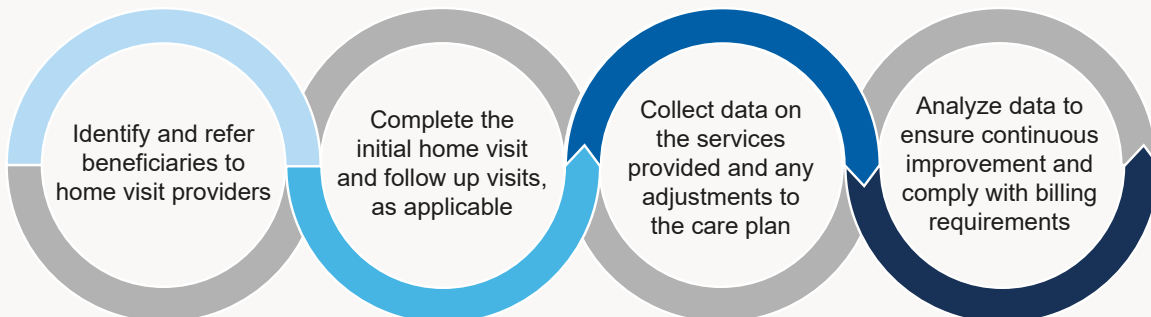 Identify and refer
beneficiaries to
home visit providers
Complete the
initial home visit
and follow up visits,
as applicable
Collect data on
the services
provided and any
adjustments to
the care plan
Analyze data to
ensure continuous
improvement and
comply with billing
requirements